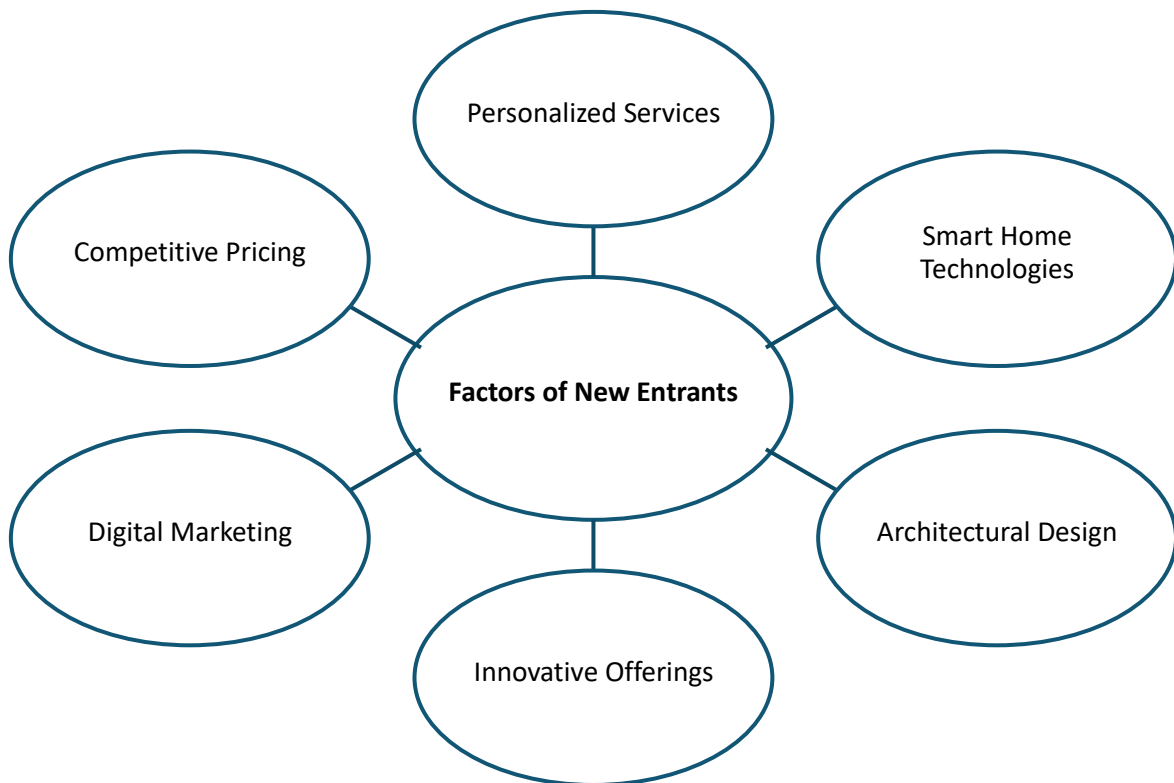 Personalized Services
Competitive Pricing
Smart Home
Technologies
Factors of New Entrants
Digital Marketing
Architectural Design
Innovative Offerings